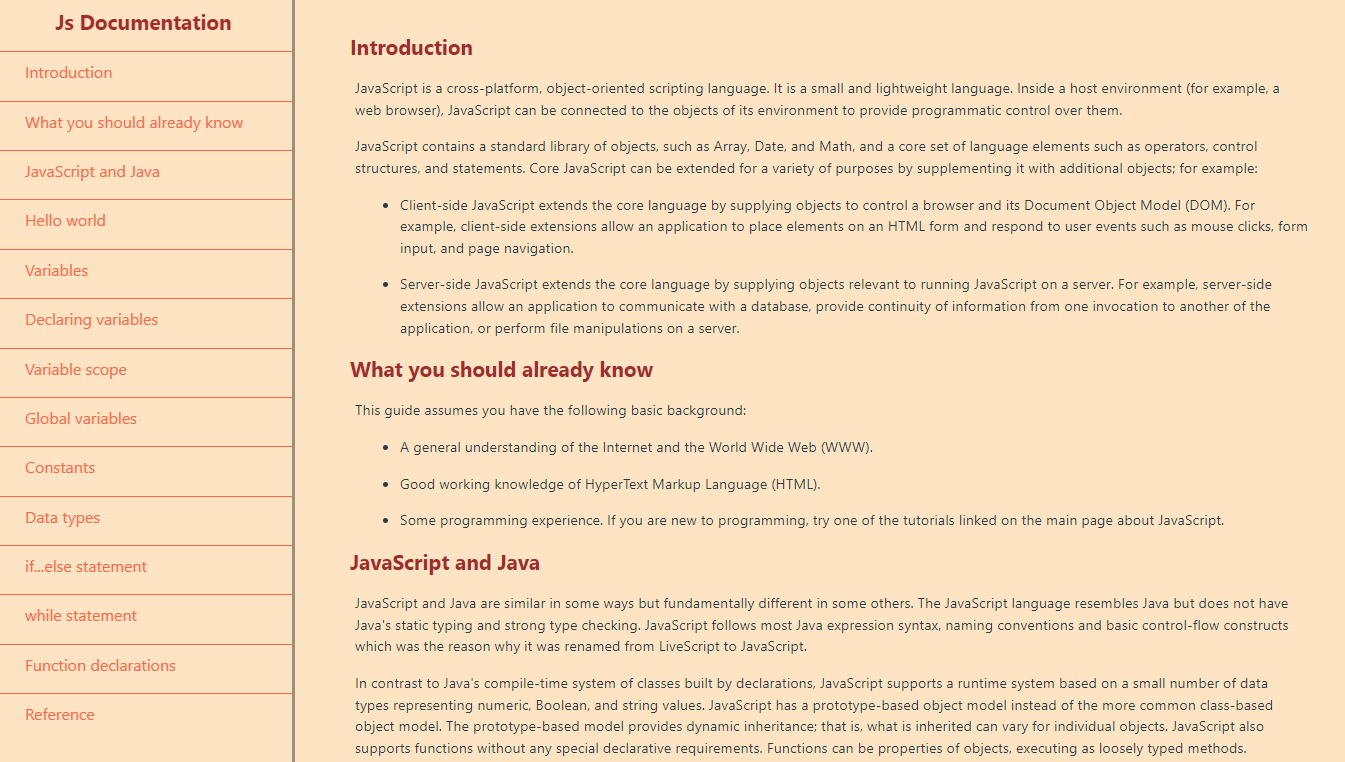 Js Documentation
Introduction
What you should already know
JavaScript and Java
Hello world
Variables
Declaring variables
Variable scope
Global variables
Constants
Data types
if...else statement
while statement
Function declarations
Reference
Introduction
JavaScript is a cross-platform, object-oriented scripting language. It is a small and lightweight language. Inside a host environment (for example, a
web browser), JavaScript can be connected to the objects of its environment to provide programmatic control over them.
JavaScript contains a standard library of objects, such as Array, Date, and Math, and a core set of language elements such as operators, control
structures, and statements. Core JavaScript can be extended for a variety of purposes by supplementing it with additional objects; for example:
• Client-side JavaScript extends the core language by supplying objects to control a browser and its Document Object Model (DOM). For
example, client-side extensions allow an application to place elements on an HTML form and respond to user events such as mouse clicks, form
input, and page navigation.
• Server-side JavaScript extends the core language by supplying objects relevant to running JavaScript on a server. For example, server-side
extensions allow an application to communicate with a database, provide continuity of information from one invocation to another of the
application, or perform file manipulations on a server.
What you should already know
This guide assumes you have the following basic background:
• A general understanding of the Internet and the World Wide Web (WWW).
• Good working knowledge of HyperText Markup Language (HTML).
• Some programming experience. If you are new to programming, try one of the tutorials linked on the main page about JavaScript.
JavaScript and Java
JavaScript and Java are similar in some ways but fundamentally different in some others. The JavaScript language resembles Java but does not have
Java's static typing and strong type checking. JavaScript follows most Java expression syntax, naming conventions and basic control-flow constructs
which was the reason why it was renamed from LiveScript to JavaScript.
In contrast to Java's compile-time system of classes built by declarations, JavaScript supports a runtime system based on a small number of data
types representing numeric, Boolean, and string values. JavaScript has a prototype-based object model instead of the more common class-based
object model. The prototype-based model provides dynamic inheritance; that is, what is inherited can vary for individual objects. JavaScript also
supports functions without any special declarative requirements. Functions can be properties of objects, executing as loosely typed methods.